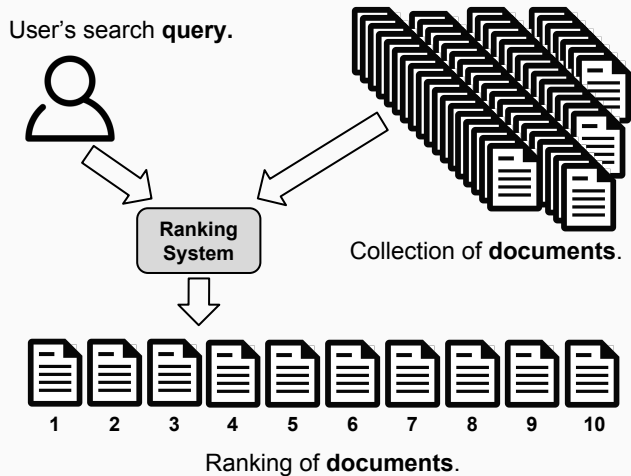 User's search query.
Ranking
System
Collection of documents.
1 2 3 4 5 6 7 8 9 10
Ranking of documents.